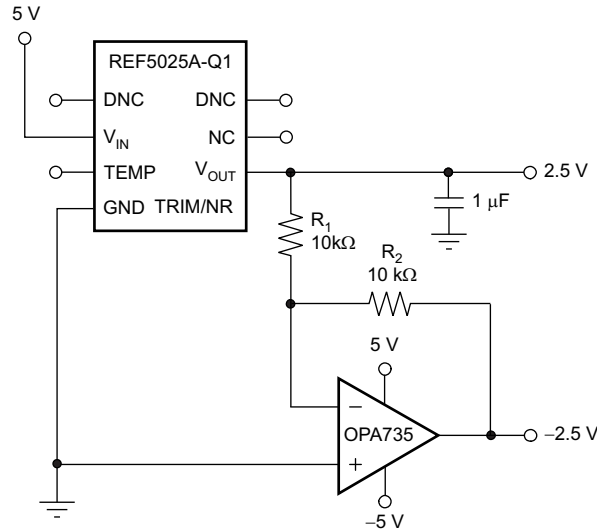 5 V
REF5025A-Q1
DNC DNC
V_IN NC
TEMP V_OUT
GND TRIM/NR
2.5 V
1 μF
R_1
10kΩ
R_2
10 kΩ
5 V
−
OPA735
+
−2.5 V
−5 V